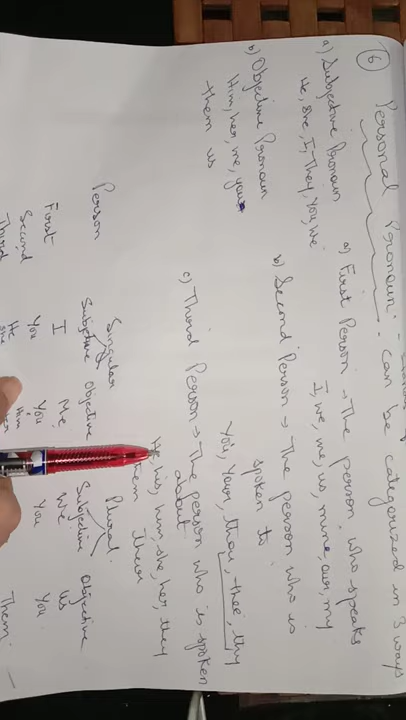 6 Personal Pronoun:- can be categorized in 3 ways
a) Subjective Pronoun
He, she, I, They, You, We
b) Objective Pronoun
Him, her, me, you
them us
a) First Person → The person who speaks
I, we, me, us, mine, our, my
b) Second Person → The person who is
spoken to.
You, Your, thou, thee, thy
c) Third Person → The person who is spoken
about
his, him, she, her, they
them their
Person Singular Plural.
Subjective Objective Subjective Objective
First I Me, We us
Second You You You You
Third He Him Them
she